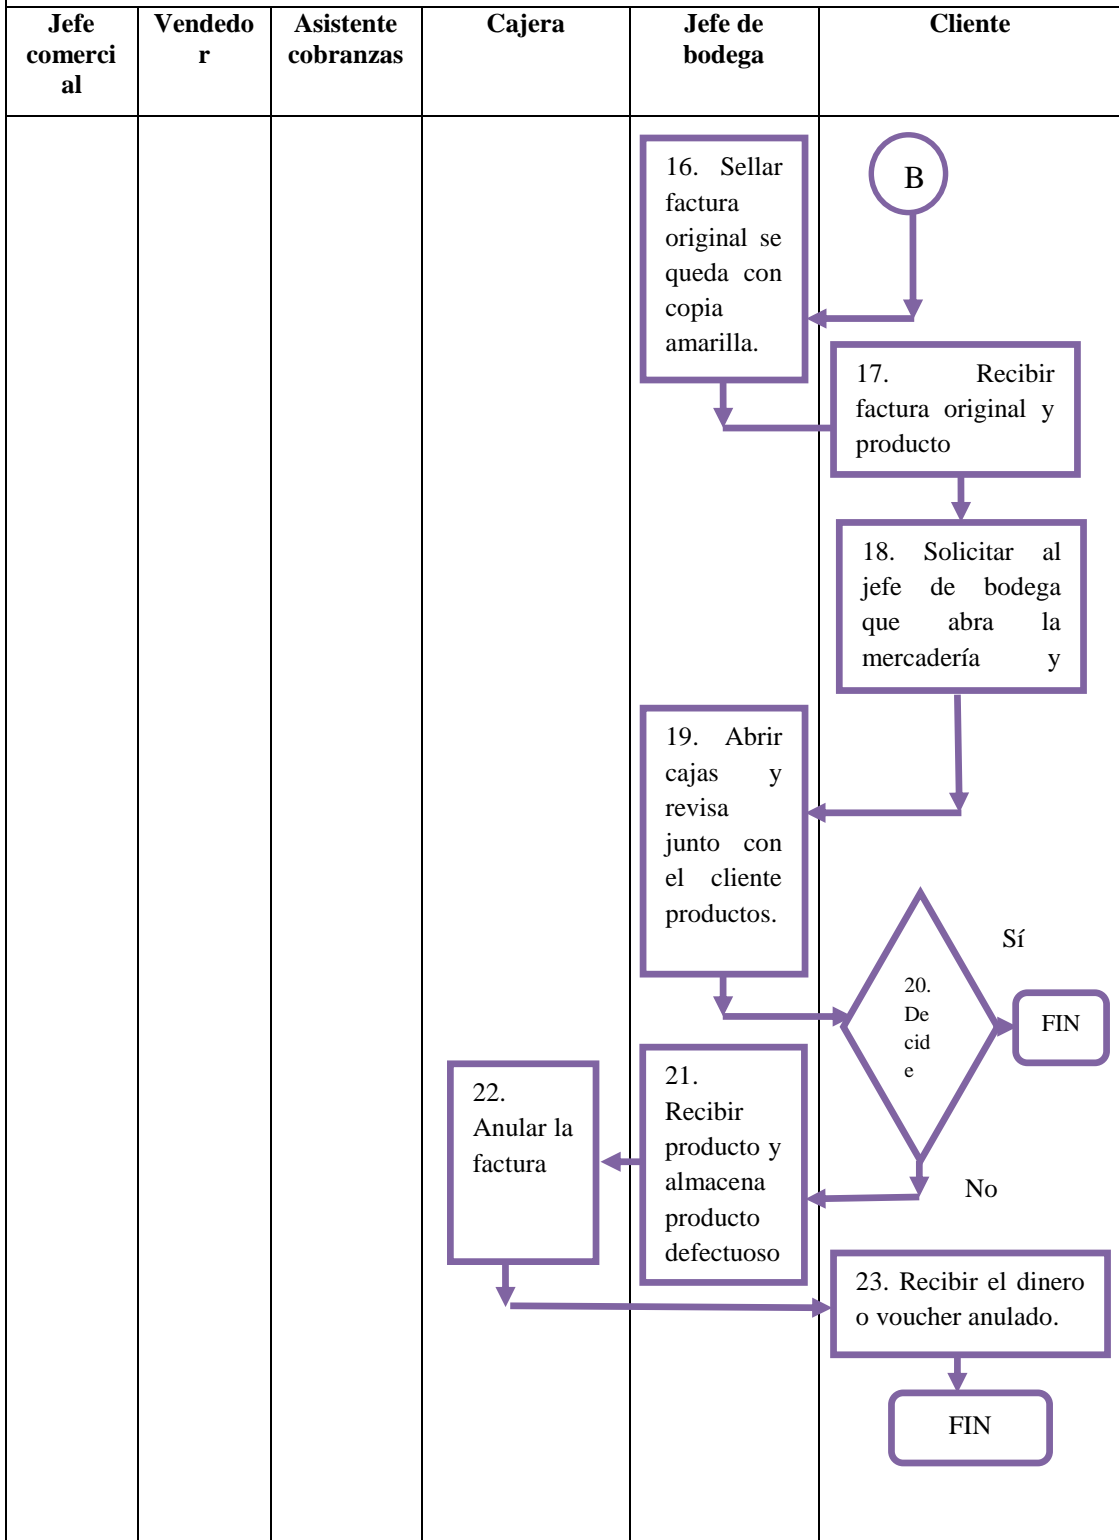 Jefe
comerci
al
Vendedo
r
Asistente
cobranzas
Cajera
Jefe de
bodega
Cliente
B
16. Sellar
factura
original se
queda con
copia
amarilla.
17. Recibir
factura original y
producto
18. Solicitar al
jefe de bodega
que abra la
mercadería y
19. Abrir
cajas y
revisa
junto con
el cliente
productos.
Sí
20.
De
cid
e
FIN
21.
Recibir
producto y
almacena
producto
defectuoso
22.
Anular la
factura
No
23. Recibir el dinero
o voucher anulado.
FIN